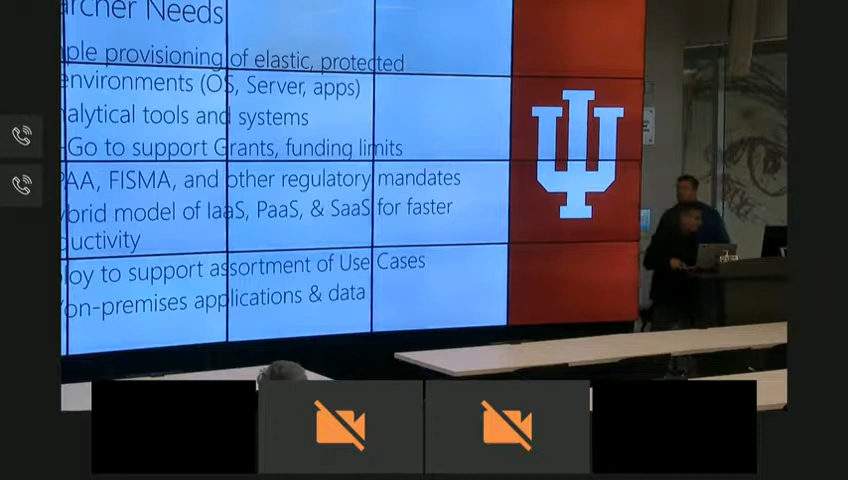 archer Needs
ple provisioning of elastic, protected
environments (OS, Server, apps)
alytical tools and systems
-Go to support Grants, funding limits
PAA, FISMA, and other regulatory mandates
ybrid model of IaaS, PaaS, & SaaS for faster
ductivity
loy to support assortment of Use Cases
/on-premises applications & data